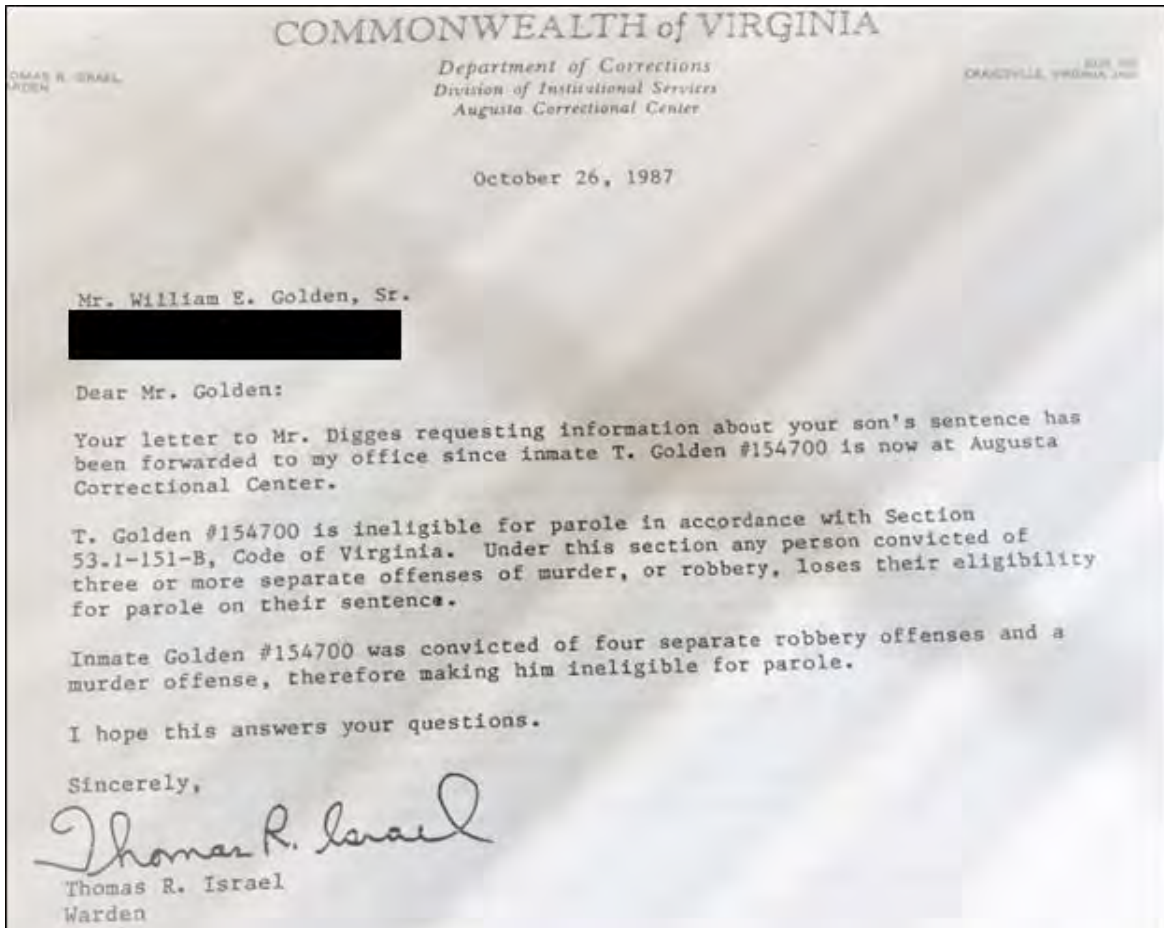 COMMONWEALTH of VIRGINIA
Department of Corrections
Division of Institutional Services
Augusta Correctional Center
OMAS R. ISRAEL
CRAIGSVILLE, VIRGINIA
October 26, 1987
Mr. William E. Golden, Sr.
Dear Mr. Golden:
Your letter to Mr. Digges requesting information about your son's sentence has
been forwarded to my office since inmate T. Golden #154700 is now at Augusta
Correctional Center.
T. Golden #154700 is ineligible for parole in accordance with Section
53.1-151-B, Code of Virginia. Under this section any person convicted of
three or more separate offenses of murder, or robbery, loses their eligibility
for parole on their sentence.
Inmate Golden #154700 was convicted of four separate robbery offenses and a
murder offense, therefore making him ineligible for parole.
I hope this answers your questions.
Sincerely,
Thomas R. Israel
Thomas R. Israel
Warden